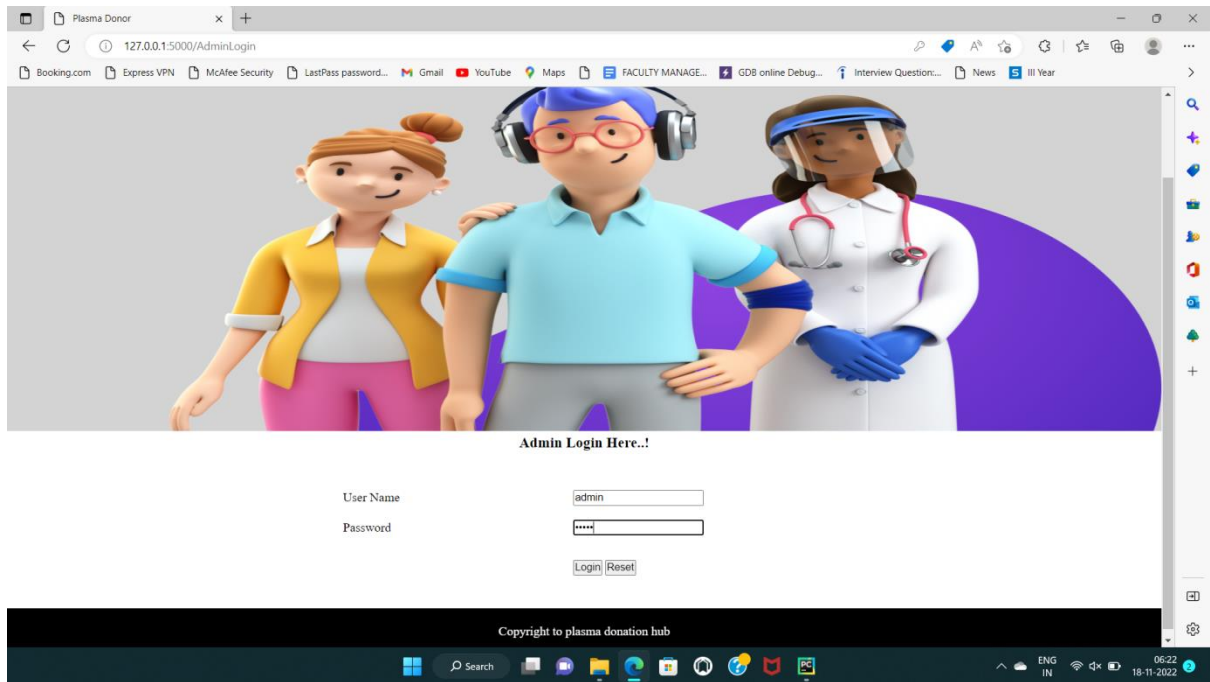 Plasma Donor
127.0.0.1:5000/AdminLogin
Booking.com Express VPN McAfee Security LastPass password... Gmail YouTube Maps FACULTY MANAGE... GDB online Debug... Interview Question:... News S III Year
Admin Login Here..!
User Name admin
Password •••••
Login Reset
Copyright to plasma donation hub
Search PC ENG IN 06:22 18-11-2022 2